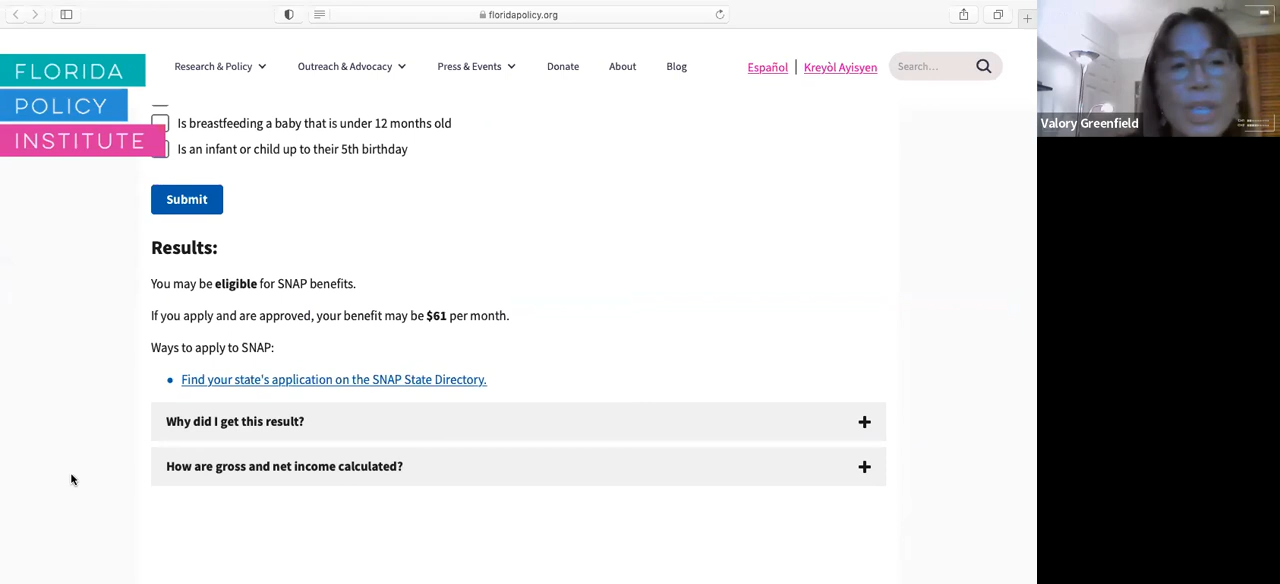 floridapolicy.org
FLORIDA
POLICY
INSTITUTE
Research & Policy
Outreach & Advocacy
Press & Events
Donate
About
Blog
Español | Kreyòl Ayisyen
Search...
Valory Greenfield
Is breastfeeding a baby that is under 12 months old
Is an infant or child up to their 5th birthday
Submit
Results:
You may be eligible for SNAP benefits.
If you apply and are approved, your benefit may be $61 per month.
Ways to apply to SNAP:
Find your state's application on the SNAP State Directory.
Why did I get this result?
How are gross and net income calculated?